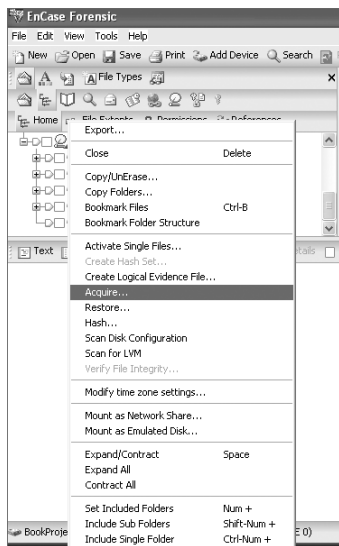 EnCase Forensic
File Edit View Tools Help
New Open Save Print Add Device Search
File Types
Home File Extents Permissions References
Export...
Close Delete
Copy/UnErase...
Copy Folders...
Bookmark Files Ctrl-B
Bookmark Folder Structure
Text
Activate Single Files...
Create Hash Set...
Create Logical Evidence File...
Acquire...
Restore...
Hash...
Scan Disk Configuration
Scan for LVM
Verify File Integrity...
Modify time zone settings...
Mount as Network Share...
Mount as Emulated Disk...
Expand/Contract Space
Expand All
Contract All
Set Included Folders Num +
Include Sub Folders Shift-Num +
Include Single Folder Ctrl-Num +
BookProje E 0)